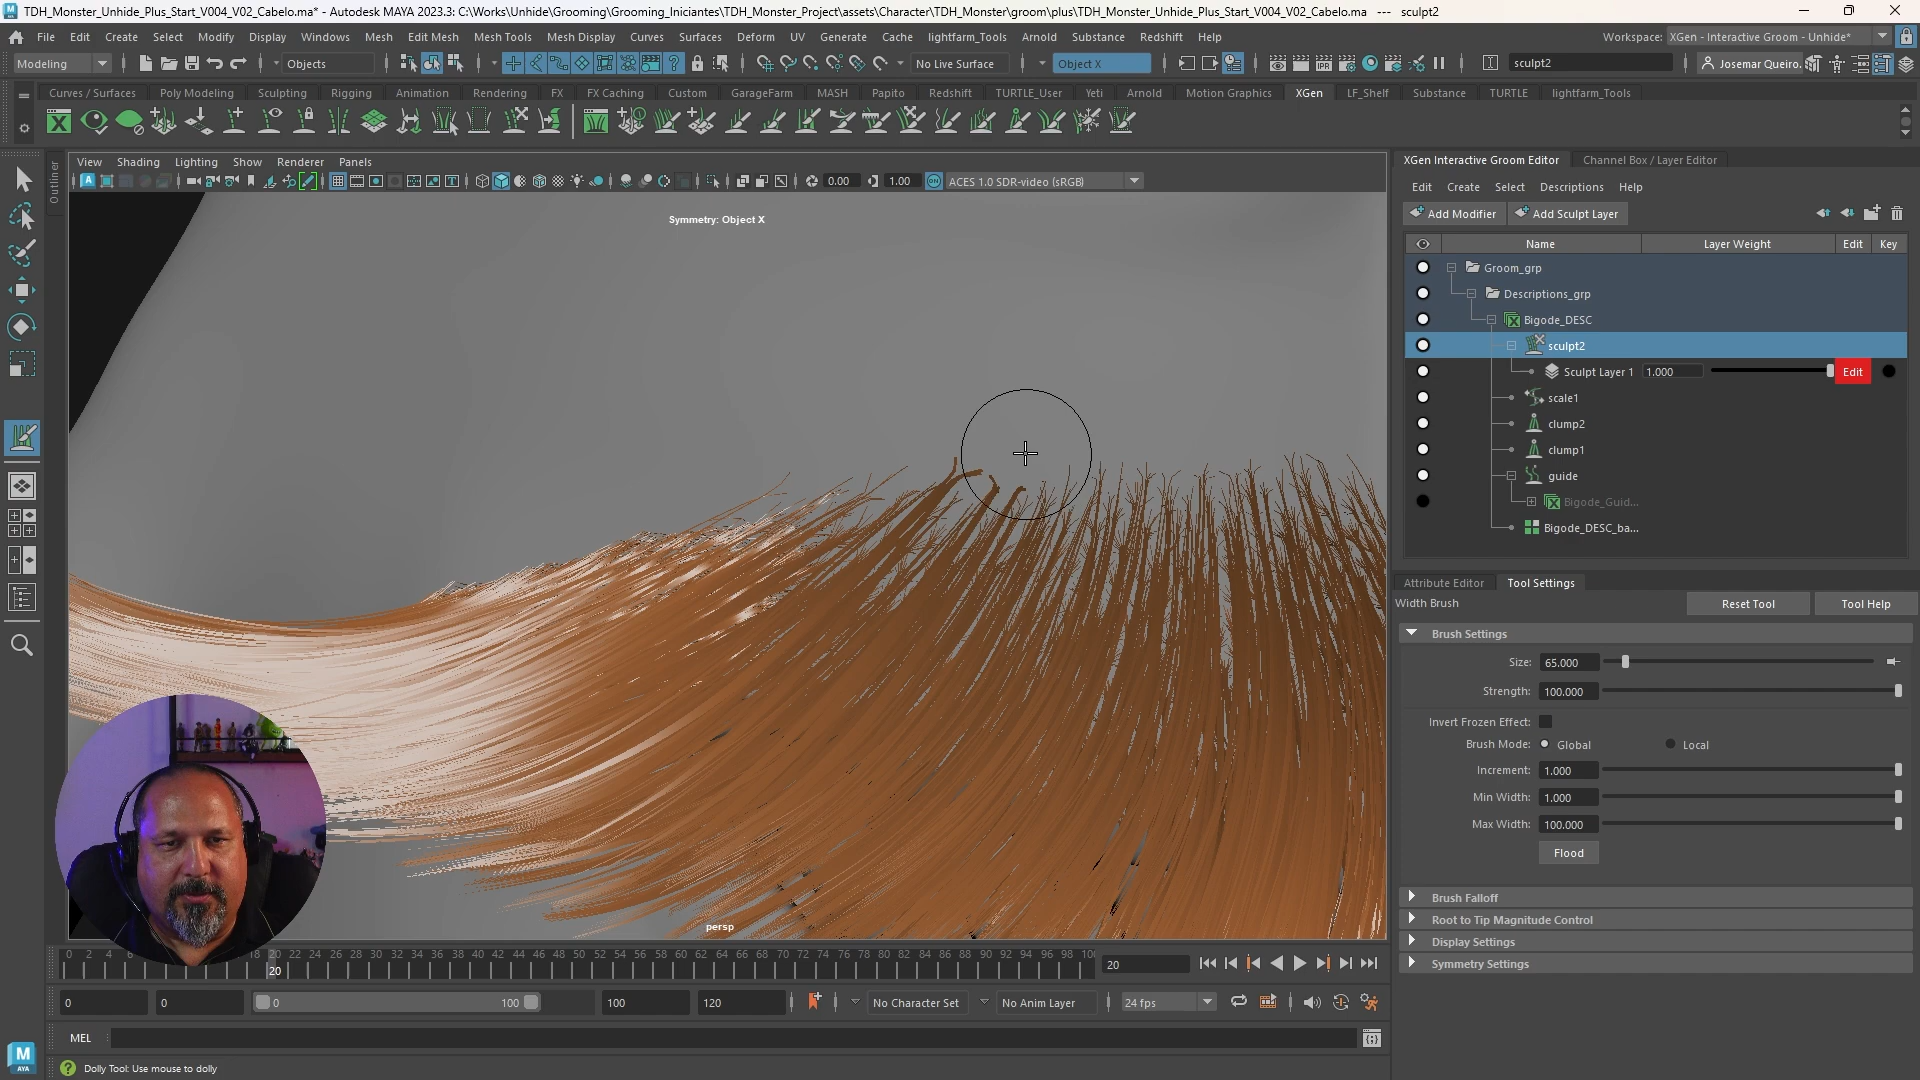 TDH_Monster_Unhide_Plus_Start_V004_V02_Cabelo.ma* - Autodesk MAYA 2023.3: C:\Works\Unhide\Grooming\Grooming_Iniciantes\TDH_Monster_Project\assets\Character\TDH_Monster\groom\plus\TDH_Monster_Unhide_Plus_Start_V004_V02_Cabelo.ma --- sculpt2
File Edit Create Select Modify Display Windows Mesh Edit Mesh Mesh Tools Mesh Display Curves Surfaces Deform UV Generate Cache lightfarm_Tools Arnold Substance Redshift Help Workspace: XGen - Interactive Groom - Unhide*
Modeling Objects No Live Surface Object X sculpt2 Josemar Queiro..
Curves / Surfaces Poly Modeling Sculpting Rigging Animation Rendering FX FX Caching Custom GarageFarm MASH Papito Redshift TURTLE_User Yeti Arnold Motion Graphics XGen LF_Shelf Substance TURTLE lightfarm_Tools
Outliner
View Shading Lighting Show Renderer Panels
0.00 1.00 ACES 1.0 SDR-video (sRGB)
Symmetry: Object X
persp
XGen Interactive Groom Editor Channel Box / Layer Editor
Edit Create Select Descriptions Help
Add Modifier Add Sculpt Layer
Name Layer Weight Edit Key
Groom_grp
Descriptions_grp
Bigode_DESC
sculpt2
Sculpt Layer 1 1.000 Edit
scale1
clump2
clump1
guide
Bigode_Guid...
Bigode_DESC_ba...
Attribute Editor Tool Settings
Width Brush Reset Tool Tool Help
Brush Settings
Size: 65.000
Strength: 100.000
Invert Frozen Effect:
Brush Mode: Global Local
Increment: 1.000
Min Width: 1.000
Max Width: 100.000
Flood
Brush Falloff
Root to Tip Magnitude Control
Display Settings
Symmetry Settings
0 2 4 6 18 20 22 24 26 28 30 32 34 36 38 40 42 44 46 48 50 52 54 56 58 60 62 64 66 68 70 72 74 76 78 80 82 84 86 88 90 92 94 96 98 10
20 20
0 0 0 100 100 120 No Character Set No Anim Layer 24 fps
MEL
M
AYA
Dolly Tool: Use mouse to dolly